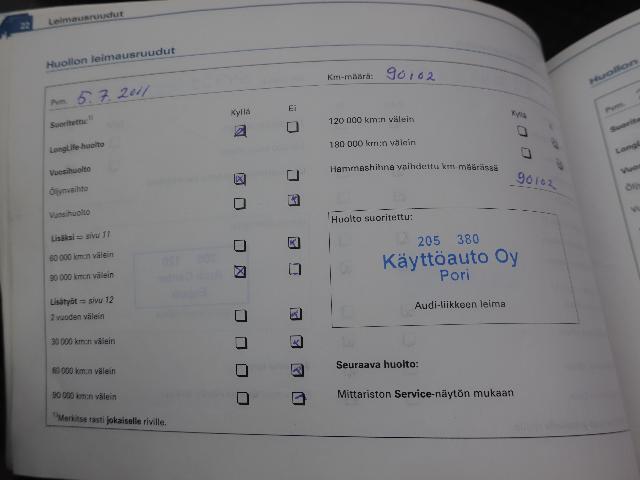 22 Leimausruudut
Huollon leimausruudut
Pvm. 5.7.2011
Km-määrä: 90102
Suoritettu:1) Kyllä Ei
LongLife-huolto
Vuosihuolto
Öljynvaihto
Vuosihuolto
Lisäksi ⇒ sivu 11
60 000 km:n välein
90 000 km:n välein
Lisätyöt ⇒ sivu 12
2 vuoden välein
30 000 km:n välein
60 000 km:n välein
90 000 km:n välein
1)Merkitse rasti jokaiselle riville.
Kyllä
120 000 km:n välein
180 000 km:n välein
Hammashihna vaihdettu km-määrässä
90102
Huolto suoritettu:
205 380
Käyttöauto Oy
Pori
Audi-liikkeen leima
Seuraava huolto:
Mittariston Service-näytön mukaan
Huollon